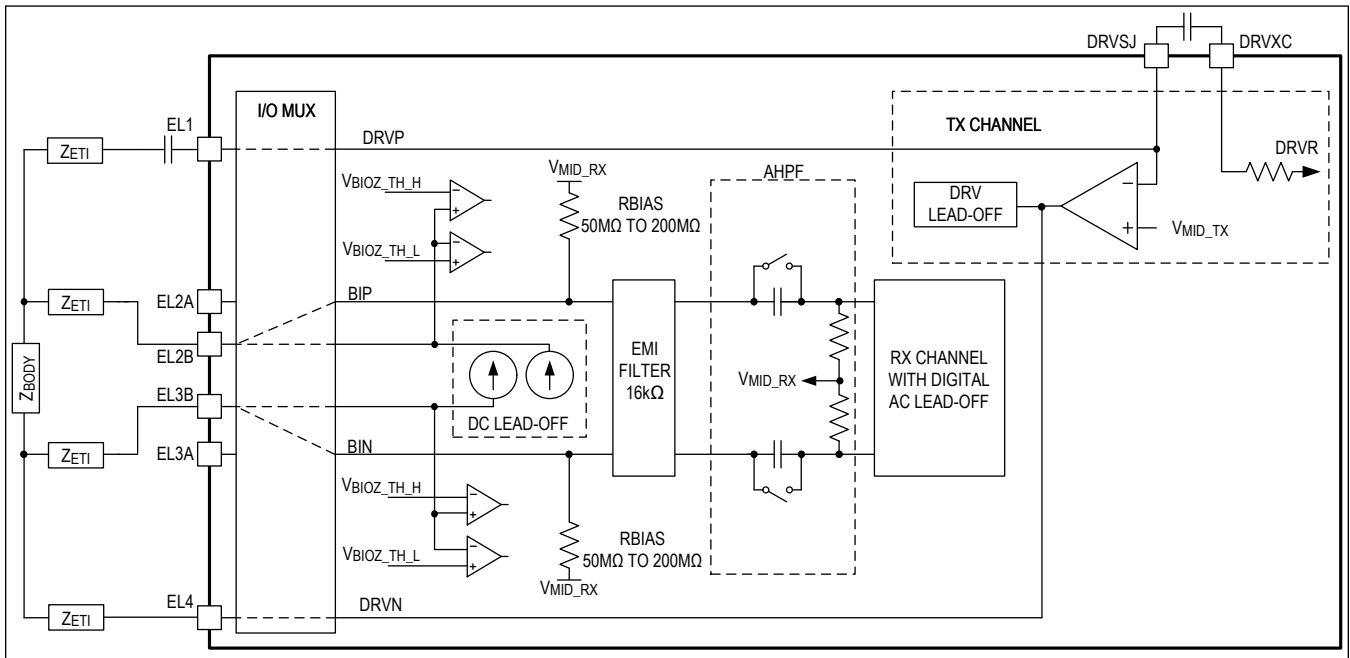 DRVSJ
DRVXC
I/O MUX
EL1
TX CHANNEL
ZETI
DRVP
DRVR
VMID_RX
AHPF
VBIOZ_TH_H
DRV
LEAD-OFF
RBIAS
50MΩ TO 200MΩ
VBIOZ_TH_L
VMID_TX
ZETI
EL2A
BIP
EL2B
ZBODY
EMI
FILTER
16kΩ
RX CHANNEL
WITH DIGITAL
AC LEAD-OFF
VMID_RX
EL3B
DC LEAD-OFF
ZETI
EL3A
BIN
VBIOZ_TH_H
RBIAS
50MΩ TO 200MΩ
VBIOZ_TH_L
VMID_RX
EL4
ZETI
DRVN